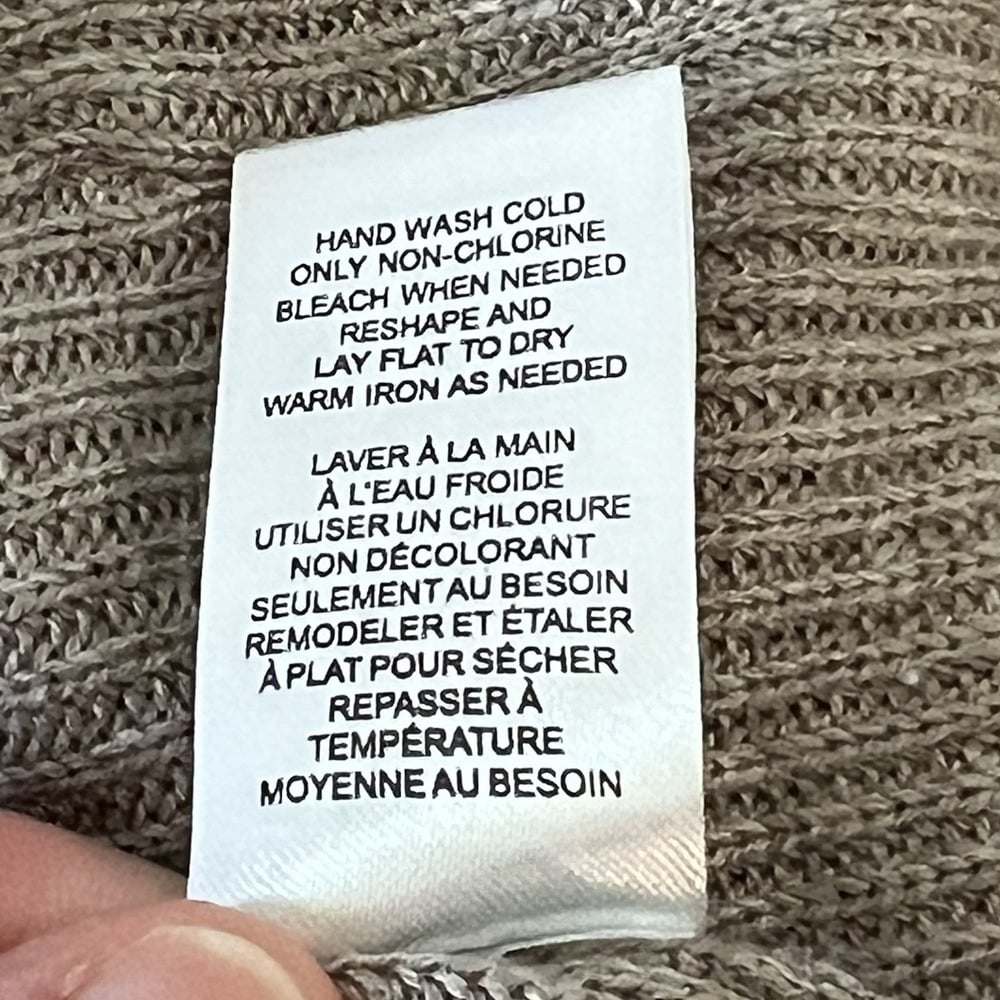 HAND WASH COLD
ONLY NON-CHLORINE
BLEACH WHEN NEEDED
RESHAPE AND
LAY FLAT TO DRY
WARM IRON AS NEEDED
LAVER À LA MAIN
À L'EAU FROIDE
UTILISER UN CHLORURE
NON DÉCOLORANT
SEULEMENT AU BESOIN
REMODELER ET ÉTALER
À PLAT POUR SÉCHER
REPASSER À
TEMPÉRATURE
MOYENNE AU BESOIN